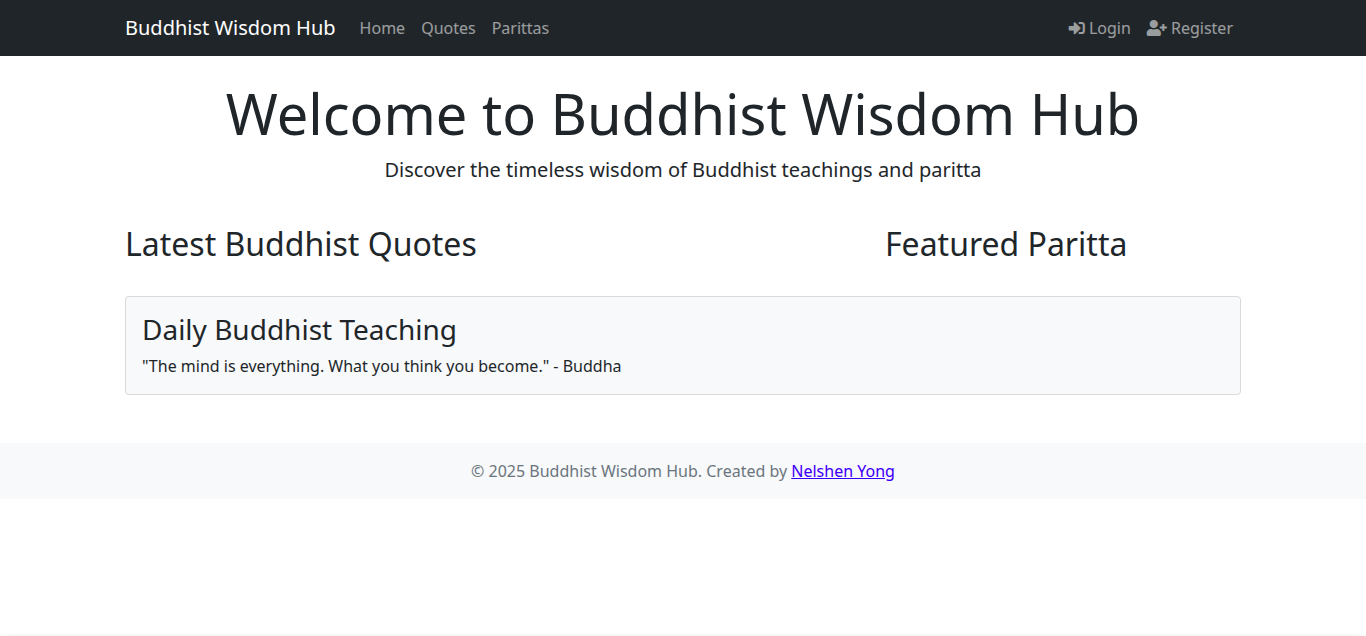 Buddhist Wisdom Hub Home Quotes Parittas Login Register
Welcome to Buddhist Wisdom Hub
Discover the timeless wisdom of Buddhist teachings and paritta
Latest Buddhist Quotes
Featured Paritta
Daily Buddhist Teaching
"The mind is everything. What you think you become." - Buddha
© 2025 Buddhist Wisdom Hub. Created by Nelshen Yong